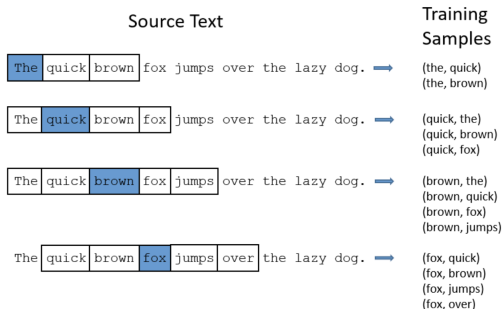 Source Text
Training
Samples
The quick brown fox jumps over the lazy dog.
(the, quick)
(the, brown)
The quick brown fox jumps over the lazy dog.
(quick, the)
(quick, brown)
(quick, fox)
The quick brown fox jumps over the lazy dog.
(brown, the)
(brown, quick)
(brown, fox)
(brown, jumps)
The quick brown fox jumps over the lazy dog.
(fox, quick)
(fox, brown)
(fox, jumps)
(fox, over)